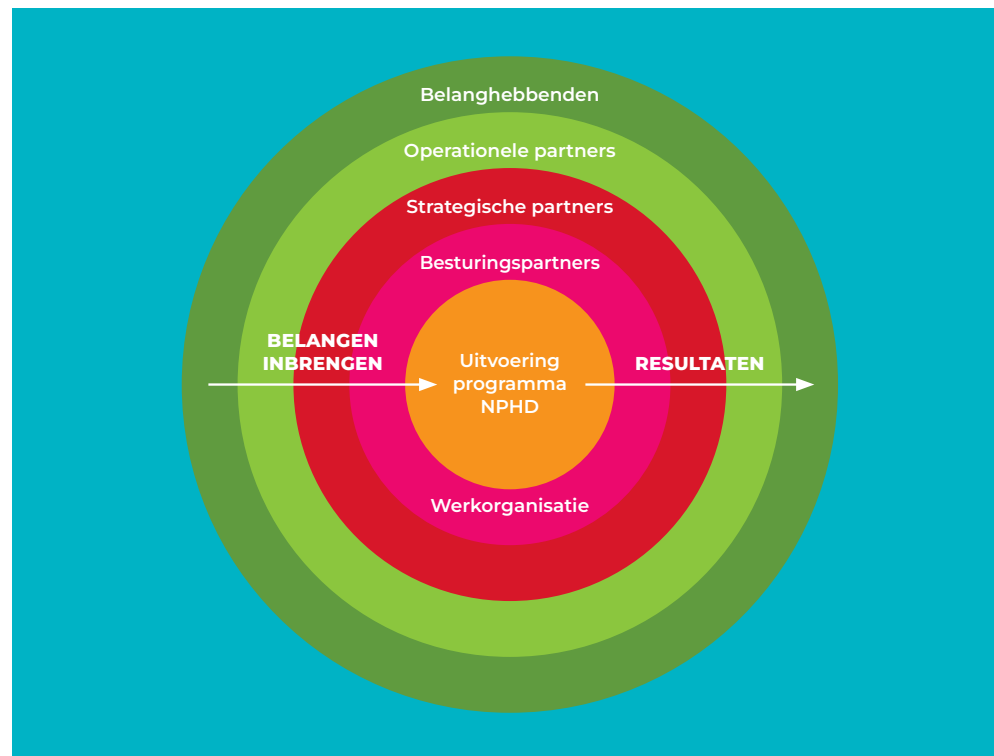 Belanghebbenden
Operationele partners
Strategische partners
Besturingspartners
BELANGEN
INBRENGEN
Uitvoering
programma
NPHD
RESULTATEN
Werkorganisatie